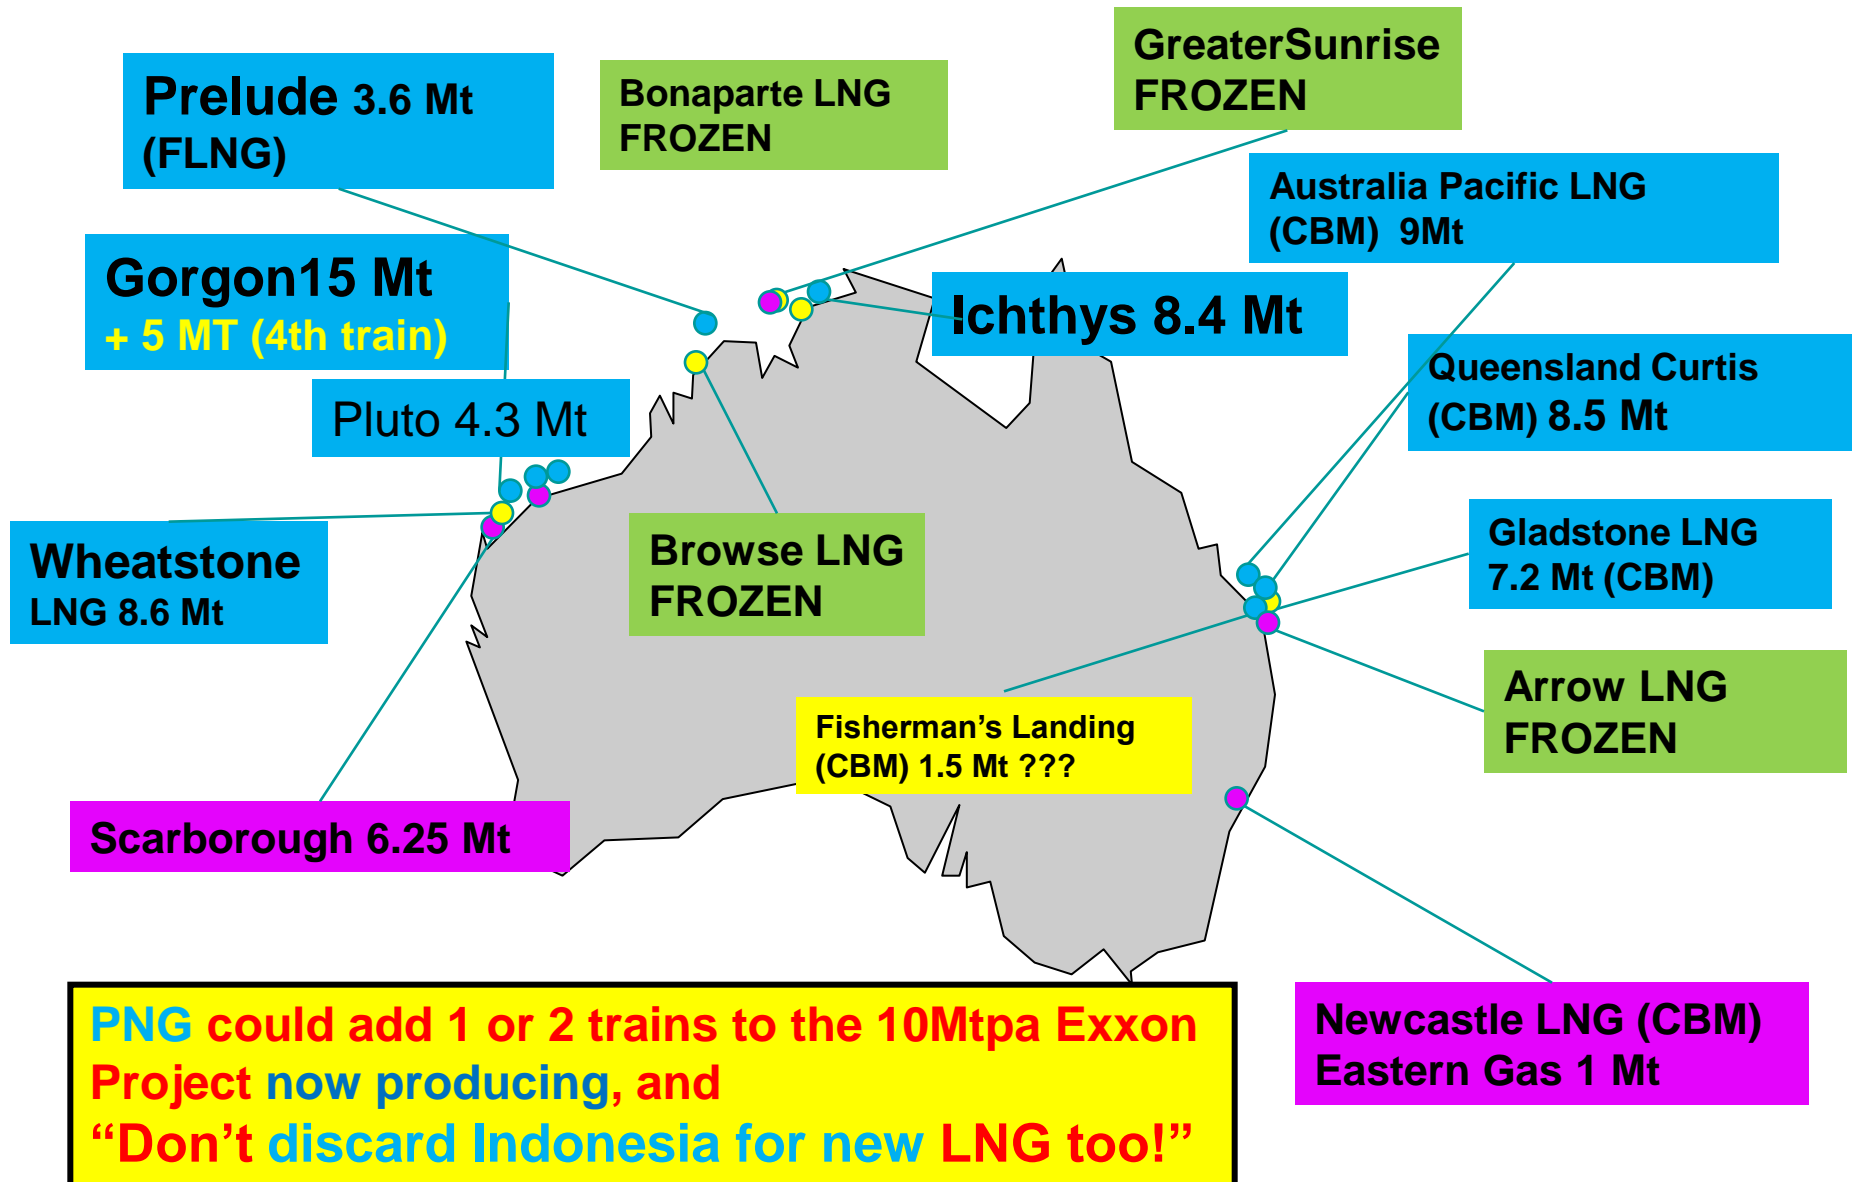 GreaterSunrise
FROZEN
Prelude 3.6 Mt
(FLNG)
Bonaparte LNG
FROZEN
Australia Pacific LNG
(CBM) 9Mt
Gorgon15 Mt
+ 5 MT (4th train)
Ichthys 8.4 Mt
Queensland Curtis
(CBM) 8.5 Mt
Pluto 4.3 Mt
Wheatstone
LNG 8.6 Mt
Browse LNG
FROZEN
Gladstone LNG
7.2 Mt (CBM)
Arrow LNG
FROZEN
Fisherman’s Landing
(CBM) 1.5 Mt ???
Scarborough 6.25 Mt
Newcastle LNG (CBM)
Eastern Gas 1 Mt
PNG could add 1 or 2 trains to the 10Mtpa Exxon
Project now producing, and
“Don’t discard Indonesia for new LNG too!”